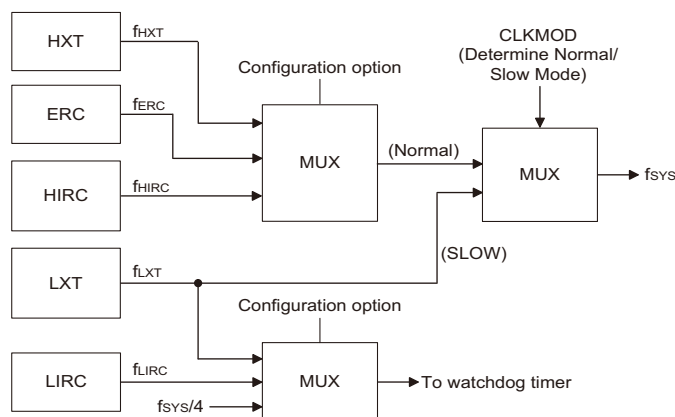 HXT
fHXT
ERC
fERC
HIRC
fHIRC
LXT
fLXT
LIRC
fLIRC
fSYS/4
Configuration option
MUX
(Normal)
(SLOW)
CLKMOD
(Determine Normal/
Slow Mode)
MUX
fSYS
Configuration option
MUX
To watchdog timer